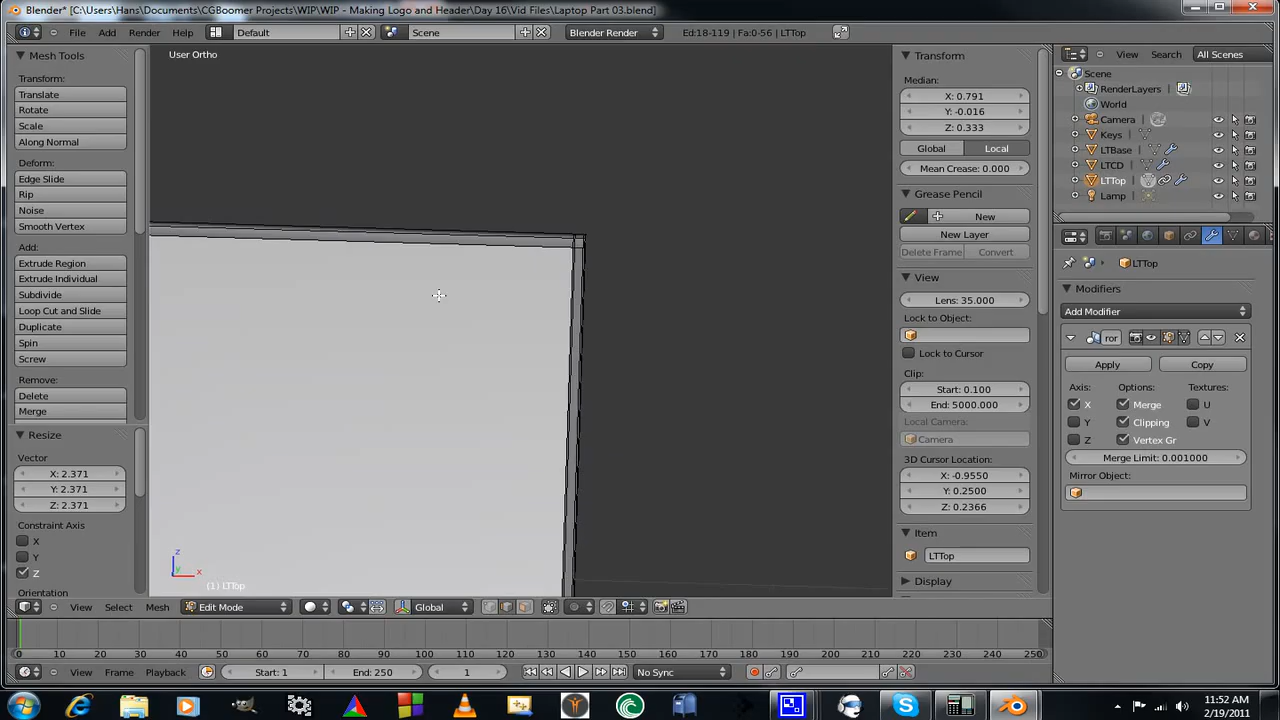 Blender* [C:\Users\Hans\Documents\CGBoomer Projects\WIP\WIP - Making Logo and Header\Day 16\Vid Files\Laptop Part 03.blend]
File Add Render Help Default Scene Blender Render Ed:18-119 | Fa:0-56 | LTTop
View Search All Scenes
Mesh Tools
Transform:
Translate
Rotate
Scale
Along Normal
Deform:
Edge Slide
Rip
Noise
Smooth Vertex
Add:
Extrude Region
Extrude Individual
Subdivide
Loop Cut and Slide
Duplicate
Spin
Screw
Remove:
Delete
Merge
Resize
Vector
X: 2.371
Y: 2.371
Z: 2.371
Constraint Axis
X
Y
Z
Orientation
User Ortho
z
y x
(1) LTTop
Transform
Median:
X: 0.791
Y: -0.016
Z: 0.333
Global Local
Mean Crease: 0.000
Grease Pencil
New
New Layer
Delete Frame Convert
View
Lens: 35.000
Lock to Object:
Lock to Cursor
Clip:
Start: 0.100
End: 5000.000
Local Camera:
Camera
3D Cursor Location:
X: -0.9550
Y: 0.2500
Z: 0.2366
Item
LTTop
Display
Scene
RenderLayers
World
Camera
Keys
LTBase
LTCD
LTTop
Lamp
LTTop
Modifiers
Add Modifier
ror
Apply Copy
Axis: Options: Textures:
X Merge U
Y Clipping V
Z Vertex Gr
Merge Limit: 0.001000
Mirror Object:
View Select Mesh Edit Mode Global
0 10 20 30 40 50 60 70 80 90 100 110 120 130 140 150 160 170 180 190 200 210 220 230 240 250
View Frame Playback Start: 1 End: 250 1 No Sync
11:52 AM
2/19/2011